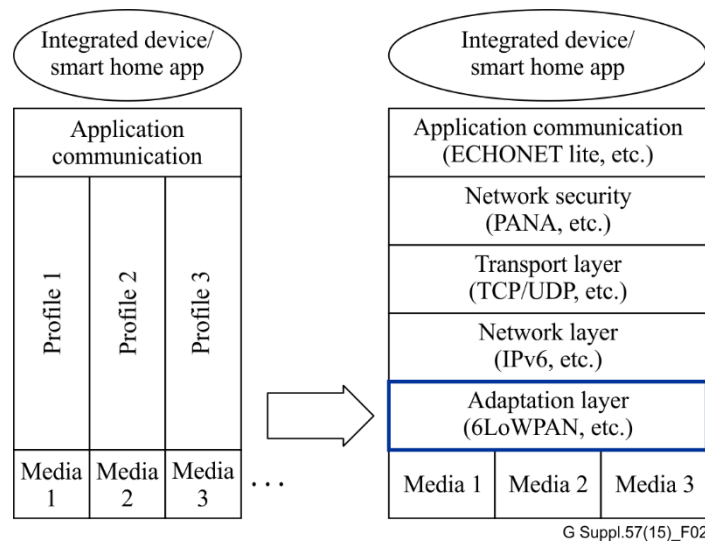 Integrated device/
smart home app
Application
communication
Profile 1
Profile 2
Profile 3
Media
1
Media
2
Media
3
...
Integrated device/
smart home app
Application communication
(ECHONET lite, etc.)
Network security
(PANA, etc.)
Transport layer
(TCP/UDP, etc.)
Network layer
(IPv6, etc.)
Adaptation layer
(6LoWPAN, etc.)
Media 1
Media 2
Media 3
G Suppl.57(15)_F02